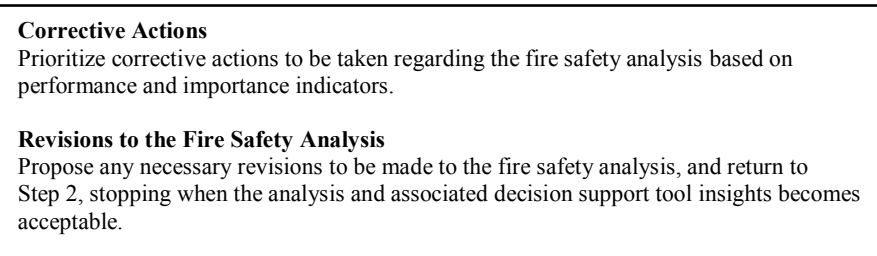 Corrective Actions
Prioritize corrective actions to be taken regarding the fire safety analysis based on
performance and importance indicators.
Revisions to the Fire Safety Analysis
Propose any necessary revisions to be made to the fire safety analysis, and return to
Step 2, stopping when the analysis and associated decision support tool insights becomes
acceptable.